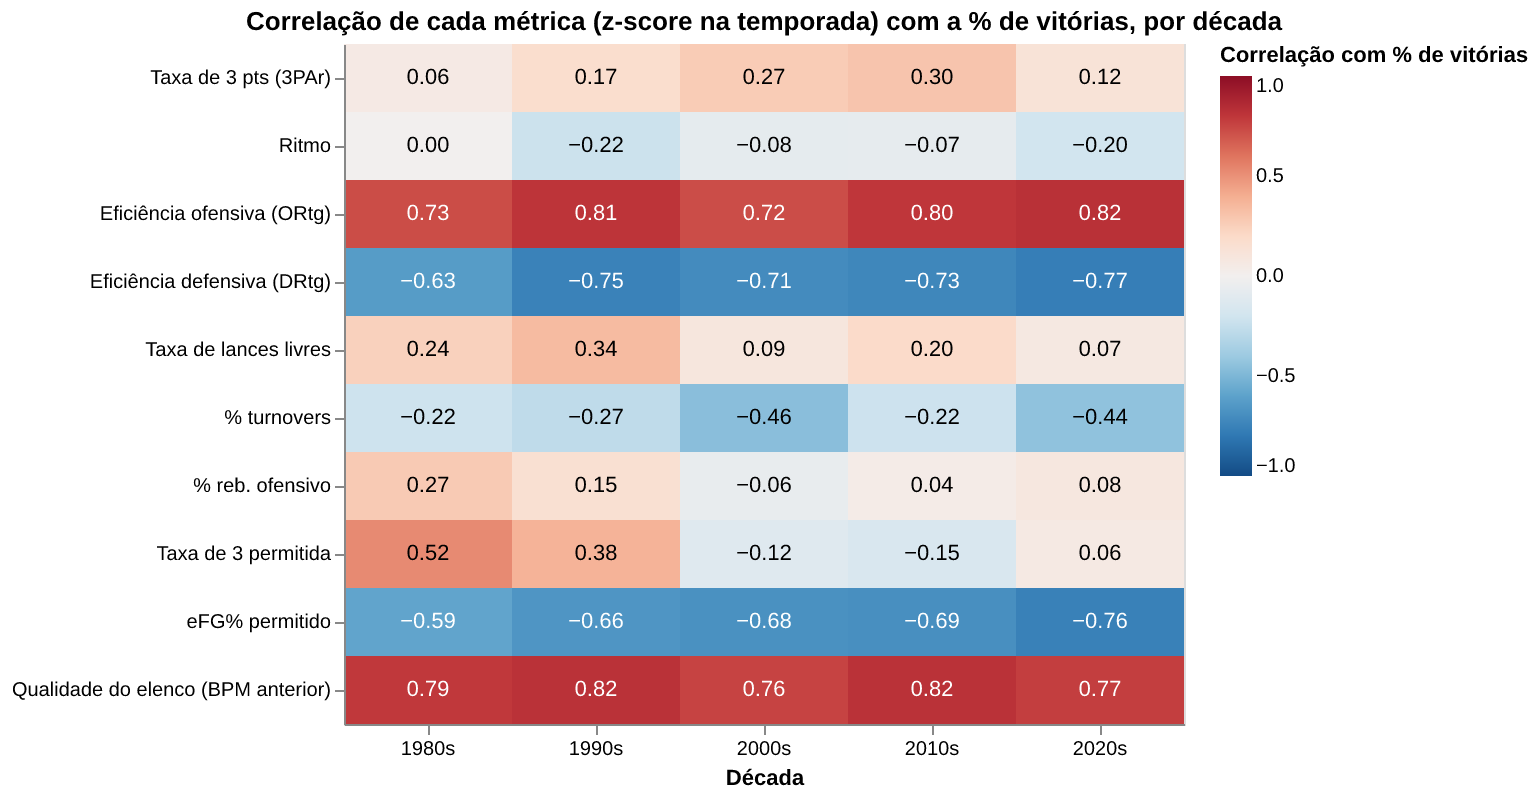 Correlação de cada métrica (z-score na temporada) com a % de vitórias, por década
Correlação com % de vitórias
1.0
0.5
0.0
−0.5
−1.0
Taxa de 3 pts (3PAr) 0.06 0.17 0.27 0.30 0.12
Ritmo 0.00 −0.22 −0.08 −0.07 −0.20
Eficiência ofensiva (ORtg) 0.73 0.81 0.72 0.80 0.82
Eficiência defensiva (DRtg) −0.63 −0.75 −0.71 −0.73 −0.77
Taxa de lances livres 0.24 0.34 0.09 0.20 0.07
% turnovers −0.22 −0.27 −0.46 −0.22 −0.44
% reb. ofensivo 0.27 0.15 −0.06 0.04 0.08
Taxa de 3 permitida 0.52 0.38 −0.12 −0.15 0.06
eFG% permitido −0.59 −0.66 −0.68 −0.69 −0.76
Qualidade do elenco (BPM anterior) 0.79 0.82 0.76 0.82 0.77
1980s 1990s 2000s 2010s 2020s
Década